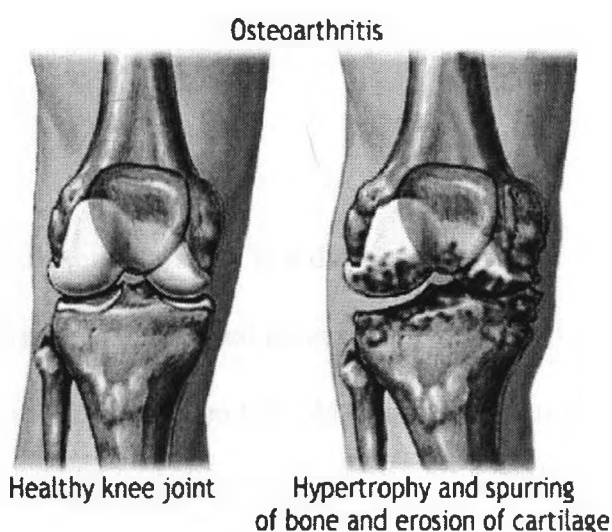 Osteoarthritis
Healthy knee joint
Hypertrophy and spurring
of bone and erosion of cartilage